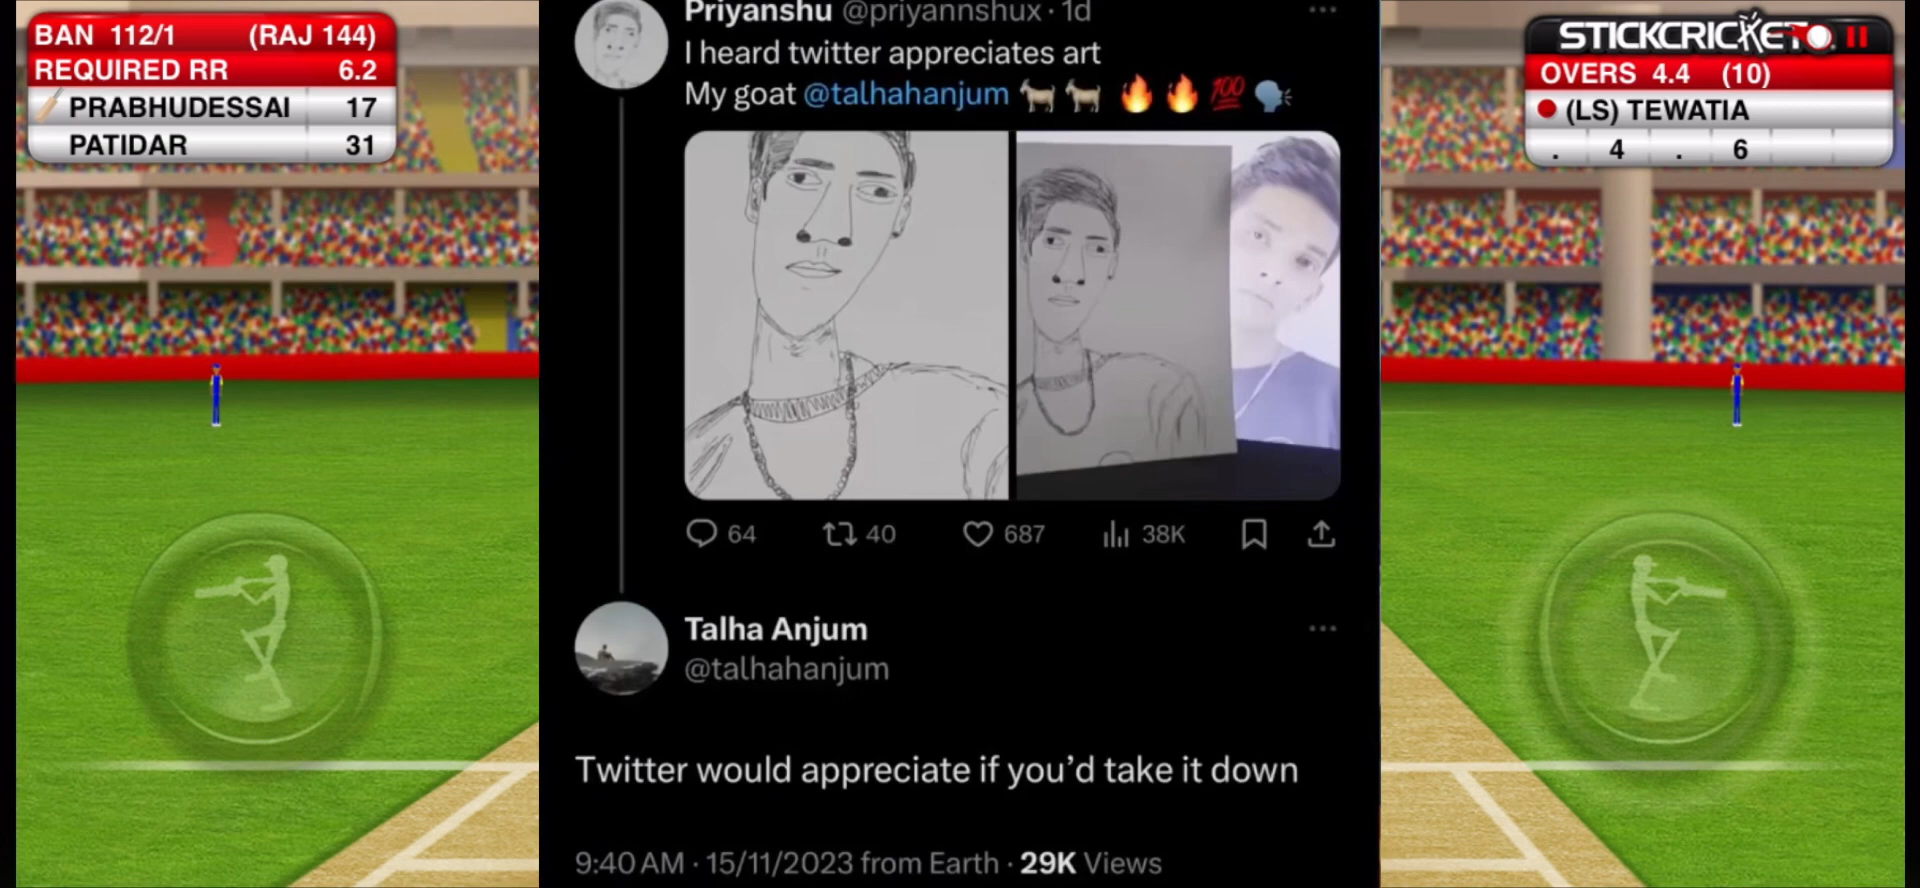 BAN 112/1 (RAJ 144)
REQUIRED RR 6.2
PRABHUDESSAI 17
PATIDAR 31
Priyanshu @priyannshux · 1d
I heard twitter appreciates art
My goat @talhahanjum 🐐 🐐 🔥 🔥 💯 🗣️
64 40 687 38K
Talha Anjum
@talhahanjum
Twitter would appreciate if you’d take it down
9:40 AM · 15/11/2023 from Earth · 29K Views
STICKCRICKET
OVERS 4.4 (10)
(LS) TEWATIA
. 4 . 6